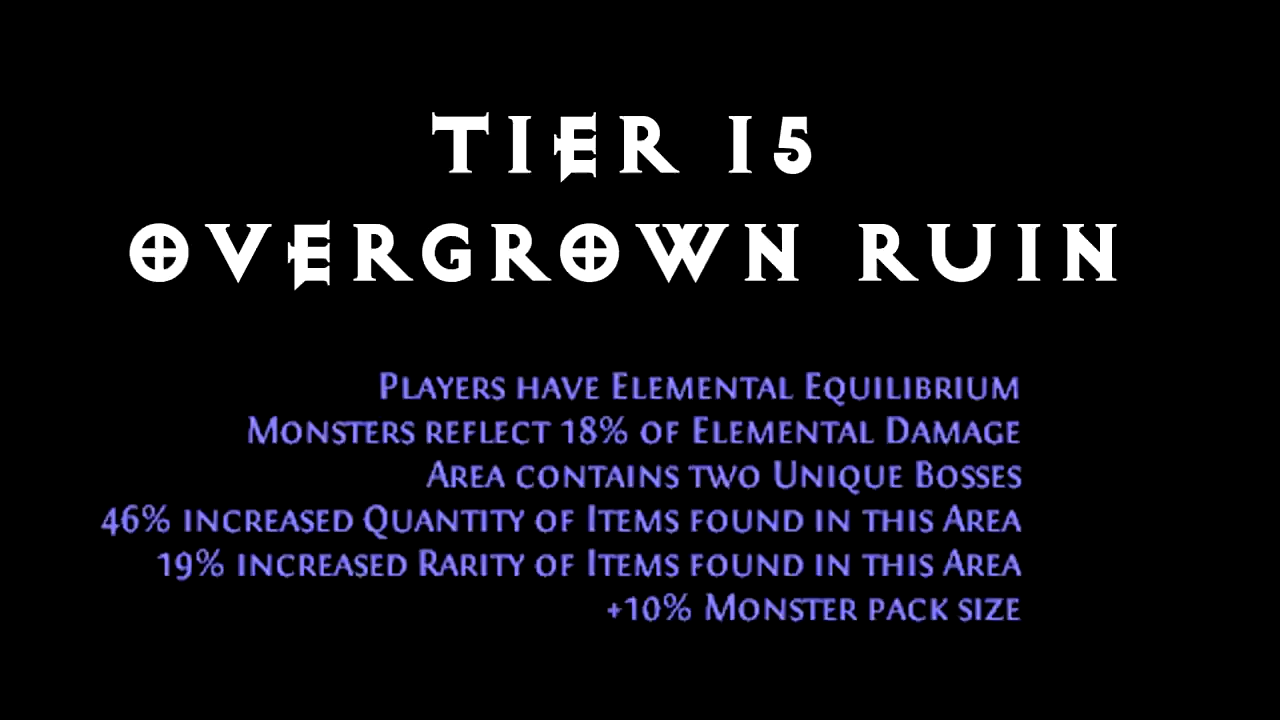 TIER 15
OVERGROWN RUIN
Players have Elemental Equilibrium
Monsters reflect 18% of Elemental Damage
Area contains two Unique Bosses
46% increased Quantity of Items found in this Area
19% increased Rarity of Items found in this Area
+10% Monster pack size